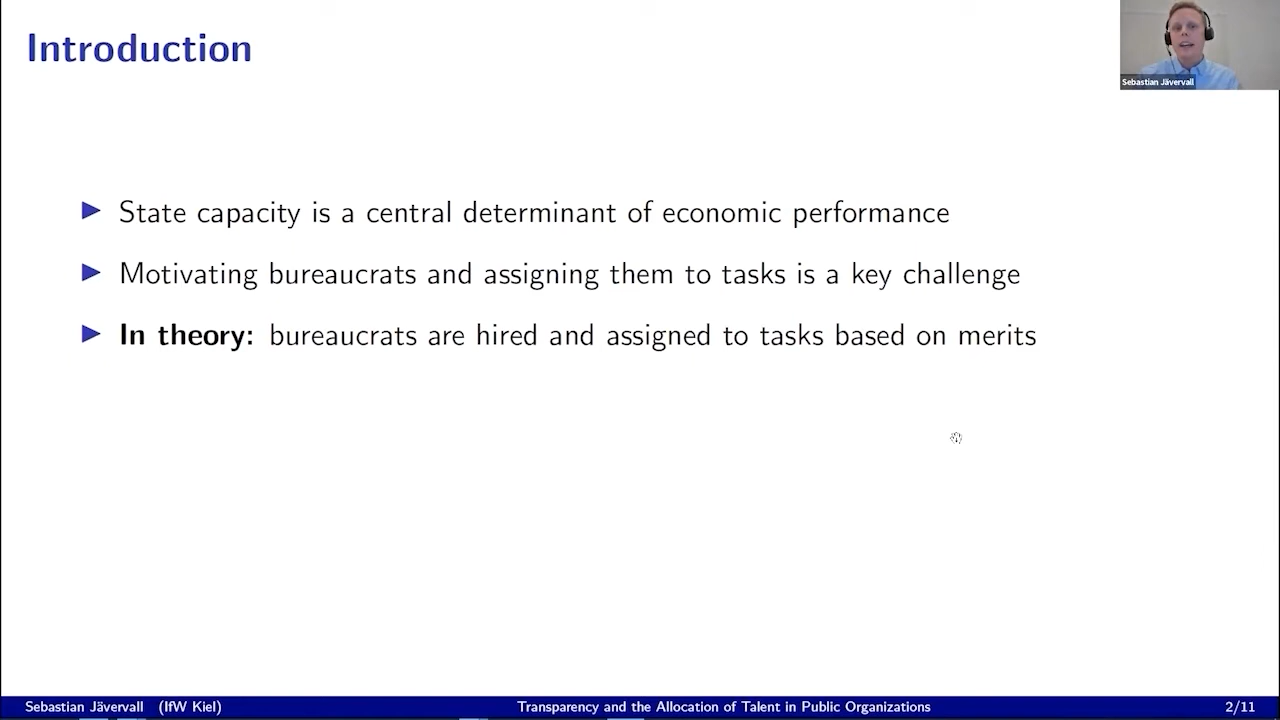 Introduction
Sebastian Jävervall
▶ State capacity is a central determinant of economic performance
▶ Motivating bureaucrats and assigning them to tasks is a key challenge
▶ In theory: bureaucrats are hired and assigned to tasks based on merits
Sebastian Jävervall (IfW Kiel) Transparency and the Allocation of Talent in Public Organizations 2/11